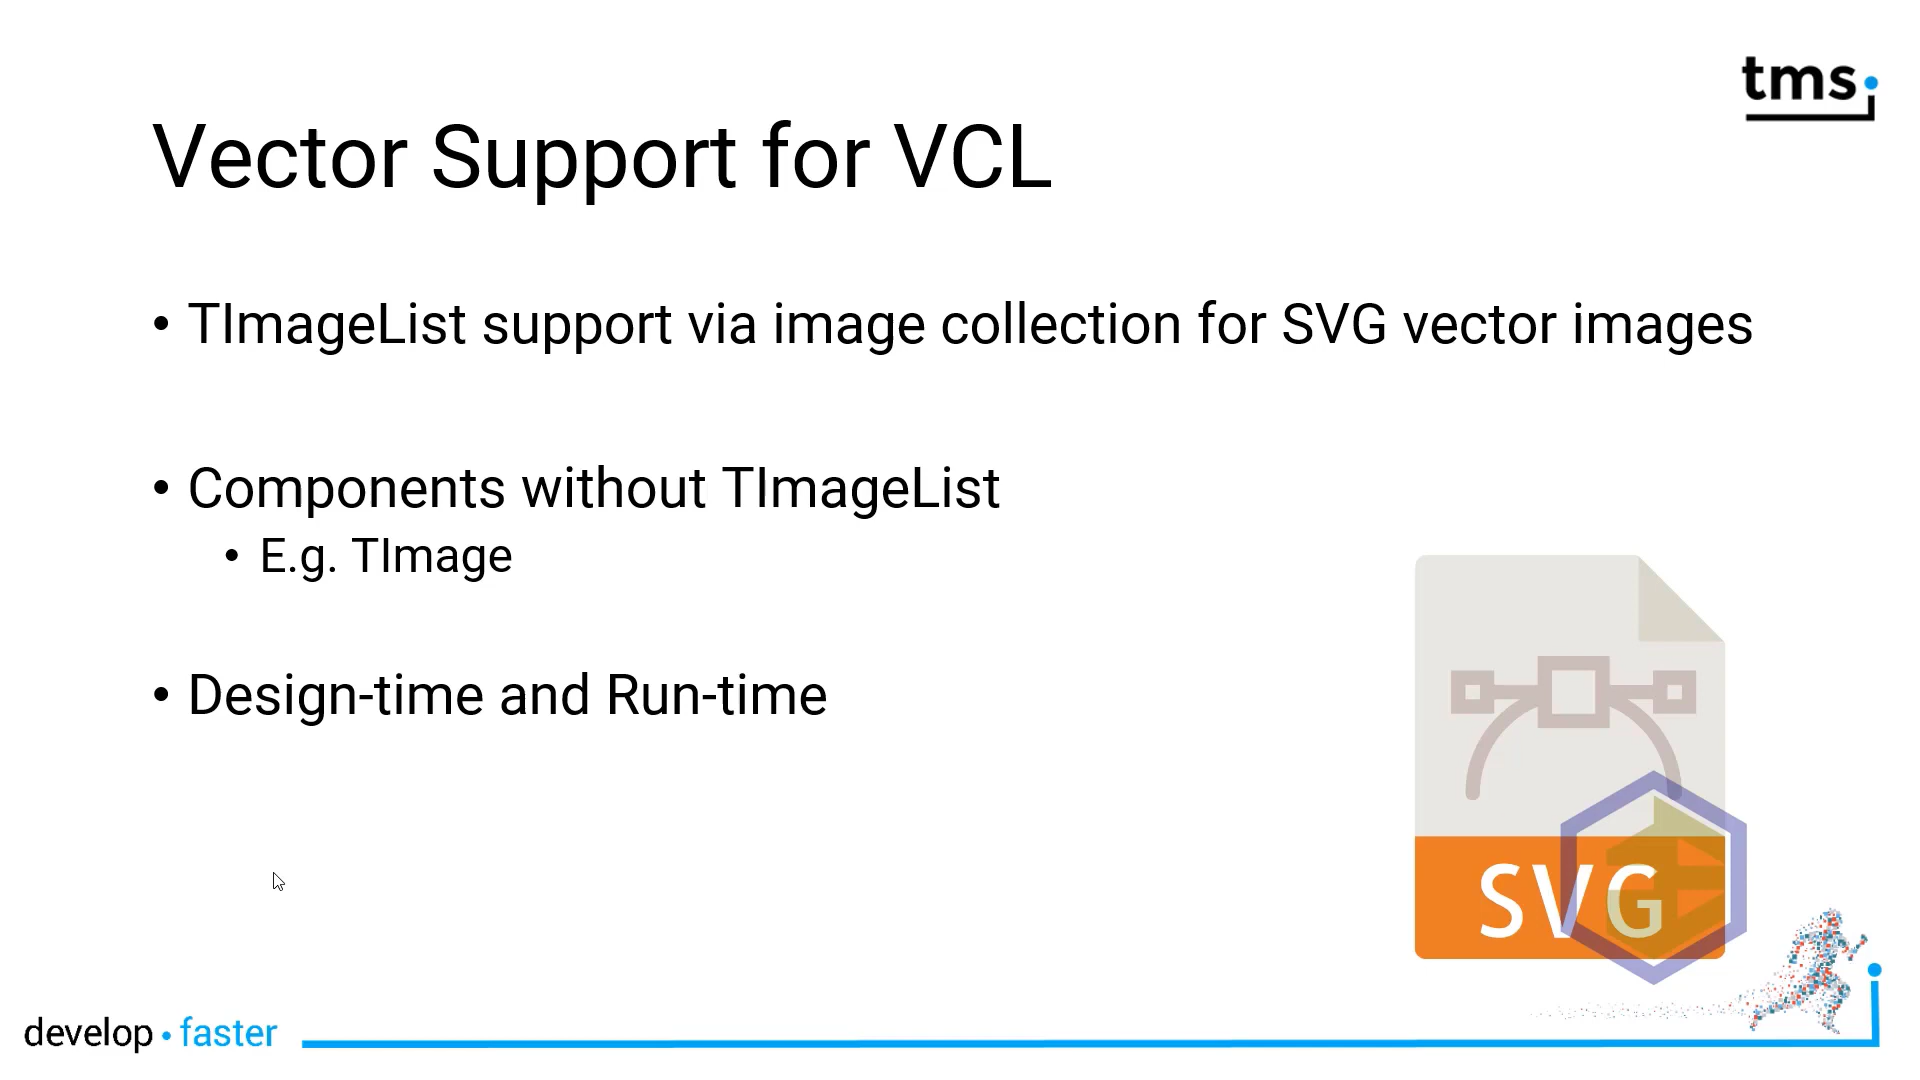 tms
Vector Support for VCL
• TImageList support via image collection for SVG vector images
• Components without TImageList
• E.g. TImage
• Design-time and Run-time
SVG
develop • faster